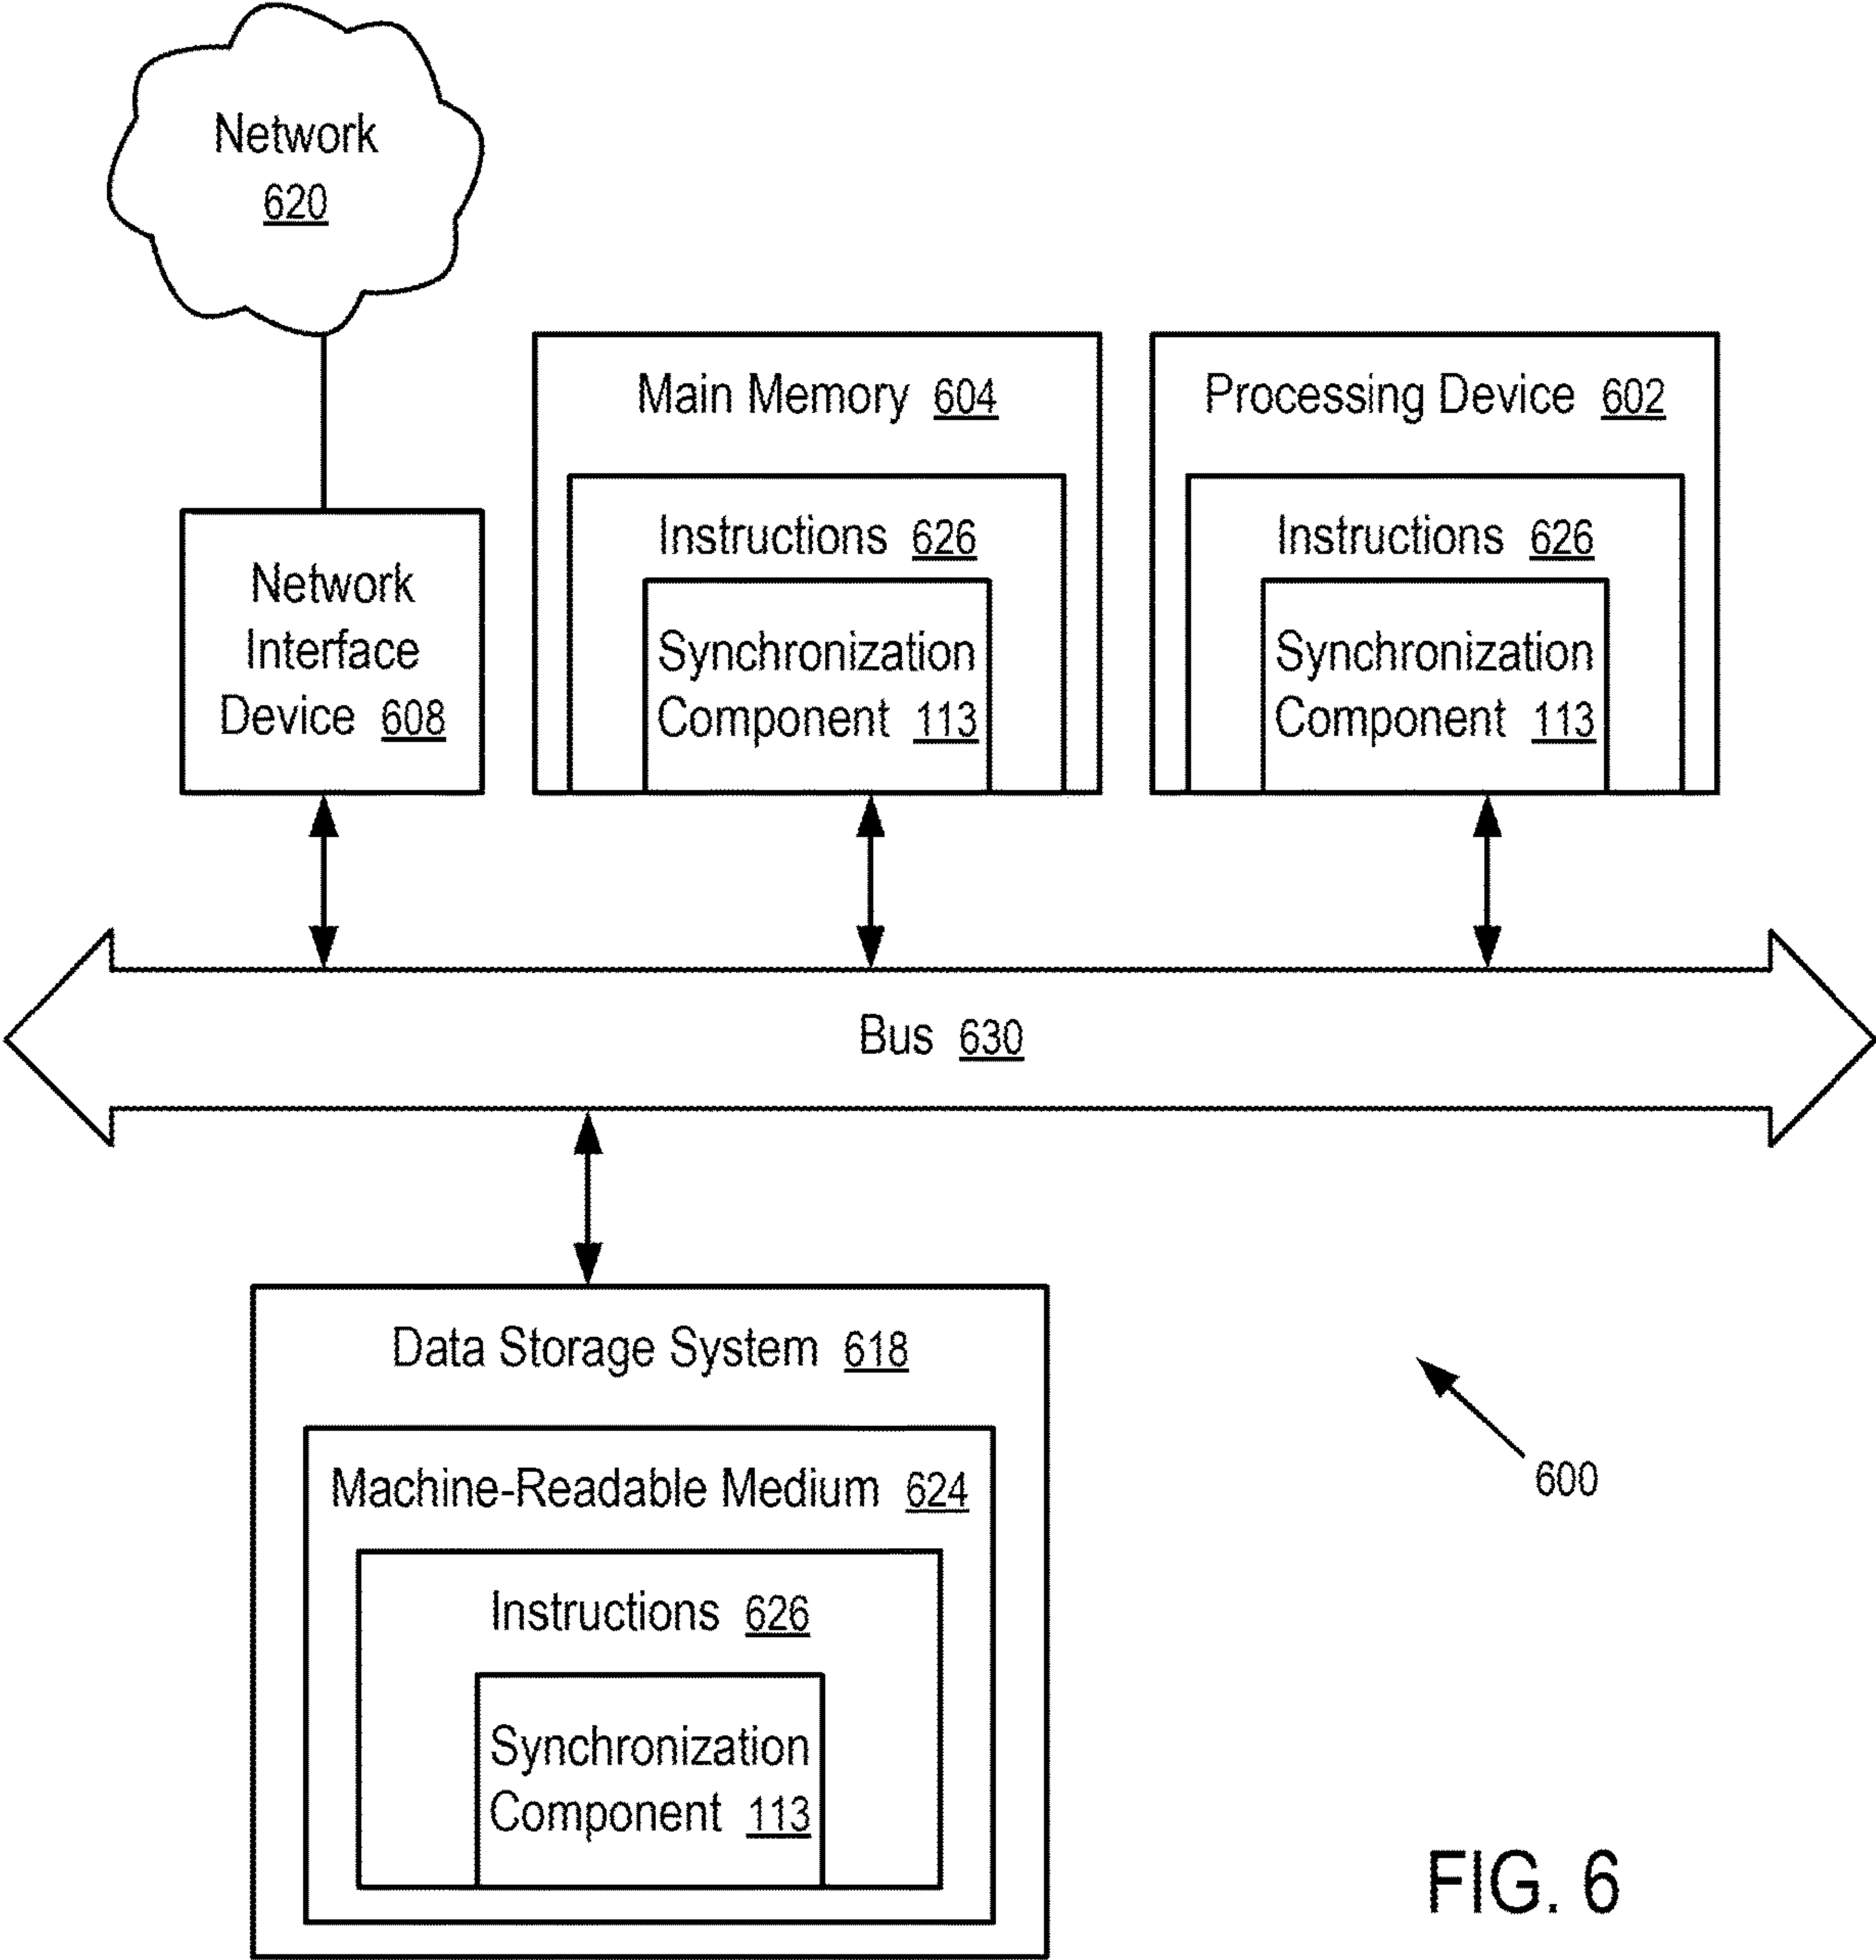 Network
620
Main Memory 604
Processing Device 602
Instructions 626
Instructions 626
Network
Interface
Device 608
Synchronization
Component 113
Synchronization
Component 113
Bus 630
Data Storage System 618
Machine-Readable Medium 624
600
Instructions 626
Synchronization
Component 113
FIG. 6